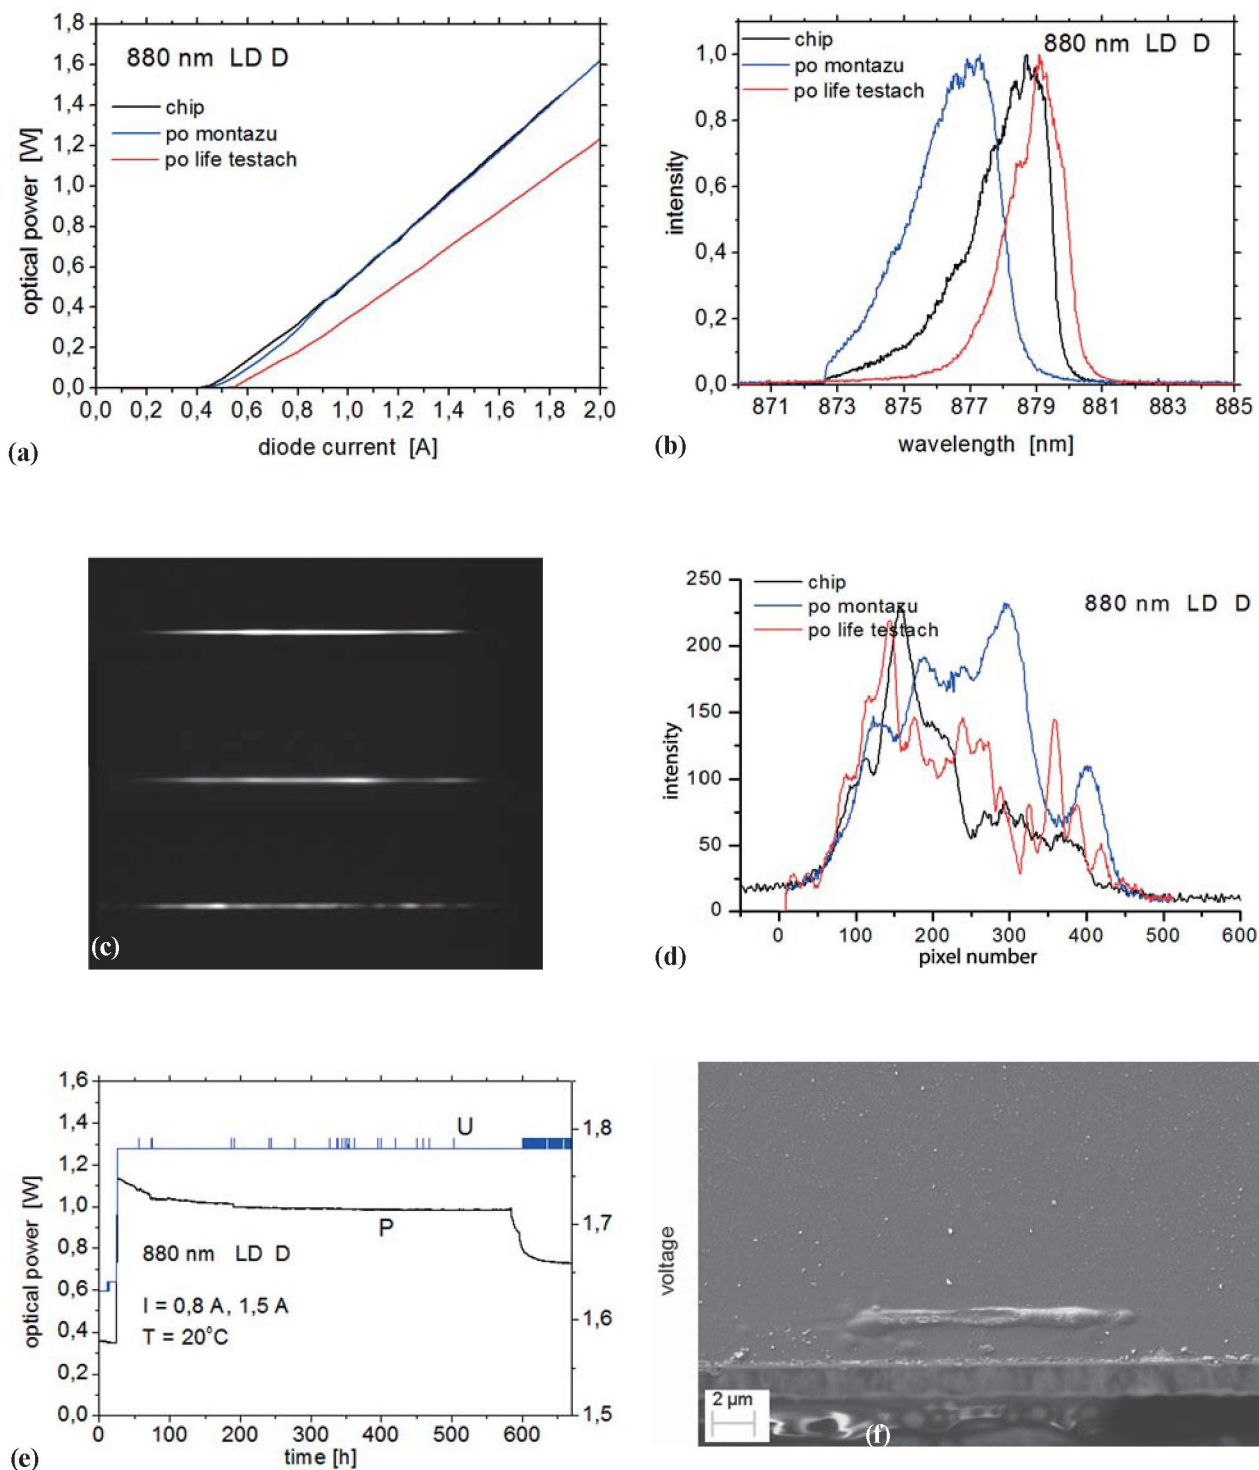 1,8
1,6
1,4
1,2
1,0
0,8
0,6
0,4
0,2
0,0
0,0 0,2 0,4 0,6 0,8 1,0 1,2 1,4 1,6 1,8 2,0
optical power [W]
diode current [A]
880 nm LD D
chip
po montazu
po life testach
(a)
chip
po montazu
po life testach
880 nm LD D
1,0
0,8
0,6
0,4
0,2
0,0
871 873 875 877 879 881 883 885
intensity
wavelength [nm]
(b)
(c)
250
200
150
100
50
0
0 100 200 300 400 500 600
intensity
pixel number
chip
po montazu
po life testach
880 nm LD D
(d)
1,6
1,4
1,2
1,0
0,8
0,6
0,4
0,2
0,0
0 100 200 300 400 500 600
1,8
1,7
1,6
1,5
optical power [W]
time [h]
voltage
U
P
880 nm LD D
I = 0,8 A, 1,5 A
T = 20°C
(e)
2 µm
(f)